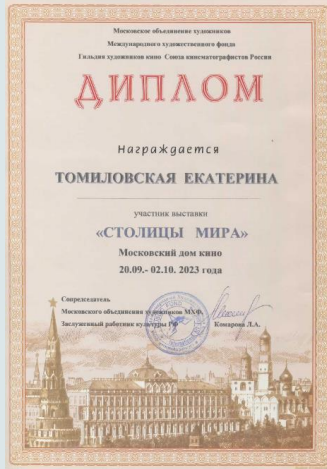 Московское объединение художников
Международного художественного фонда
Гильдия художников кино Союза кинематографистов России
ДИПЛОМ
Награждается
ТОМИЛОВСКАЯ ЕКАТЕРИНА
участник выставки
«СТОЛИЦЫ МИРА»
Московский дом кино
20.09.- 02.10. 2023 года
Сопредседатель
Московского объединения художников МХФ,
Заслуженный работник культуры РФ Комарова Л.А.